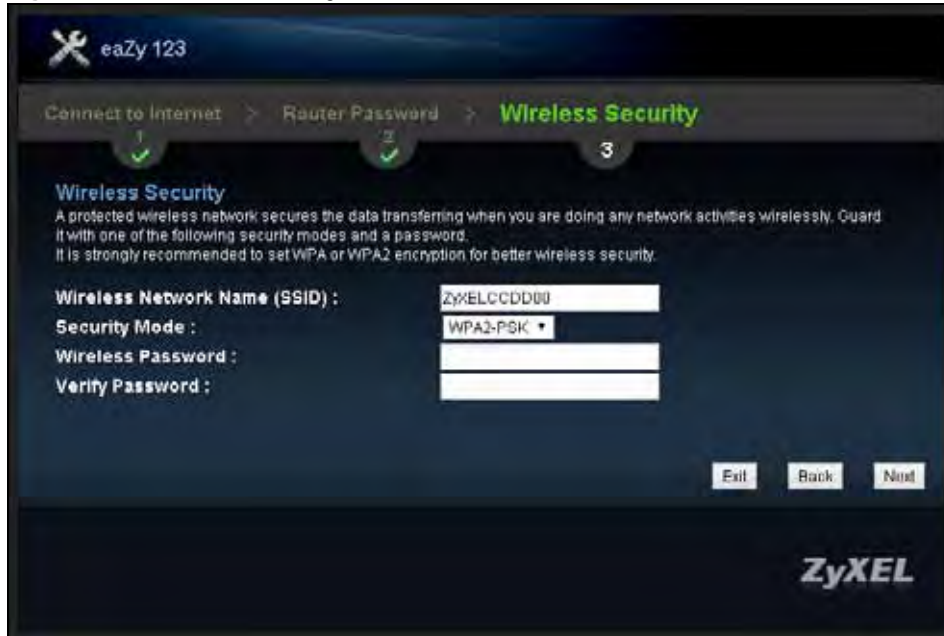 eaZy 123
Connect to Internet > Router Password > Wireless Security
1 2 3
Wireless Security
A protected wireless network secures the data transferring when you are doing any network activities wirelessly. Guard
it with one of the following security modes and a password.
It is strongly recommended to set WPA or WPA2 encryption for better wireless security.
Wireless Network Name (SSID) : ZyXELCCDD00
Security Mode : WPA2-PSK
Wireless Password :
Verify Password :
Exit Back Next
ZyXEL